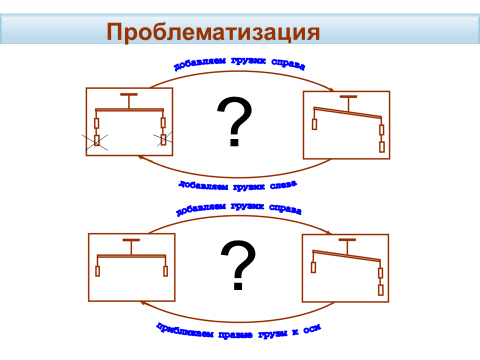 Проблематизация
добавляем грузик справа
?
добавляем грузик слева
добавляем грузик справа
?
приближаем правые грузы к оси